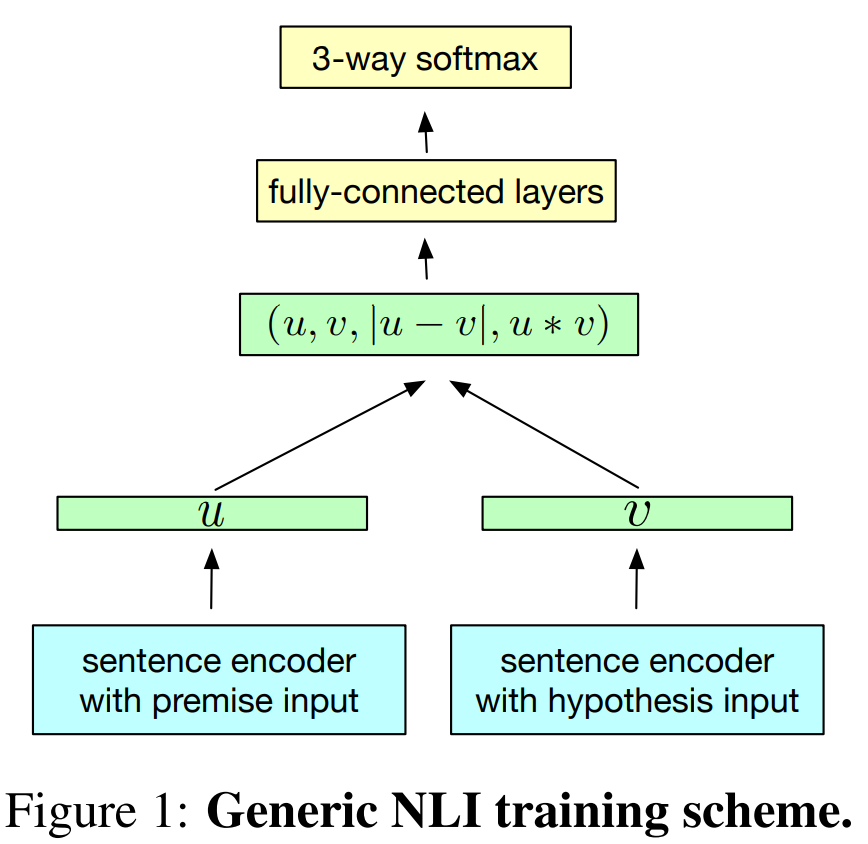 3-way softmax
fully-connected layers
(u, v, |u − v|, u ∗ v)
u
v
sentence encoder
with premise input
sentence encoder
with hypothesis input
Figure 1: Generic NLI training scheme.